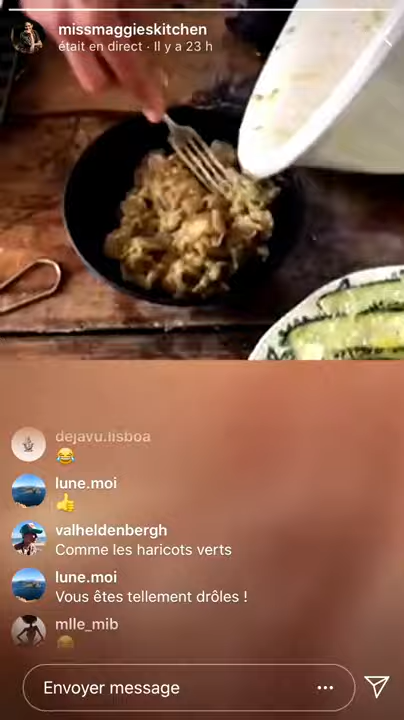 missmaggieskitchen
était en direct · Il y a 23 h
dejavu.lisboa
😂
lune.moi
👍
valheldenbergh
Comme les haricots verts
lune.moi
Vous êtes tellement drôles !
mlle_mib
Envoyer message